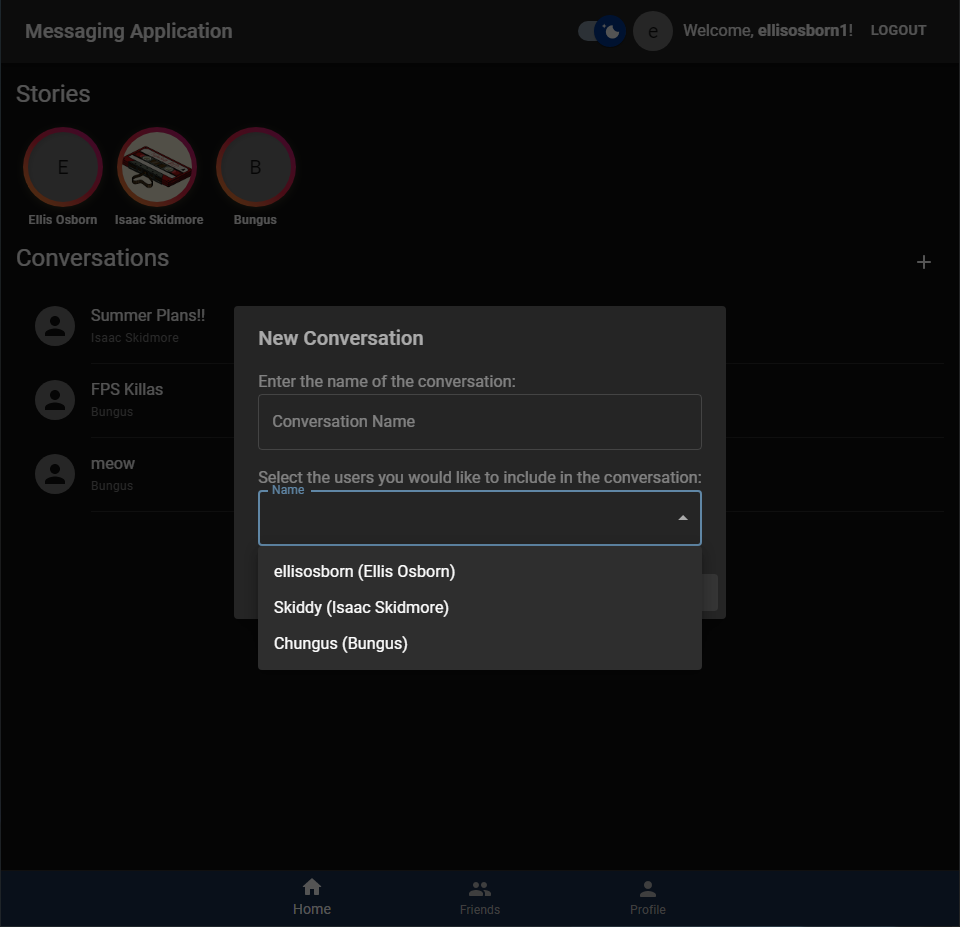 Messaging Application
e
Welcome, ellisosborn1!
LOGOUT
Stories
E
B
Ellis Osborn
Isaac Skidmore
Bungus
Conversations
Summer Plans!!
Isaac Skidmore
FPS Killas
Bungus
meow
Bungus
New Conversation
Enter the name of the conversation:
Conversation Name
Select the users you would like to include in the conversation:
Name
ellisosborn (Ellis Osborn)
Skiddy (Isaac Skidmore)
Chungus (Bungus)
Home
Friends
Profile